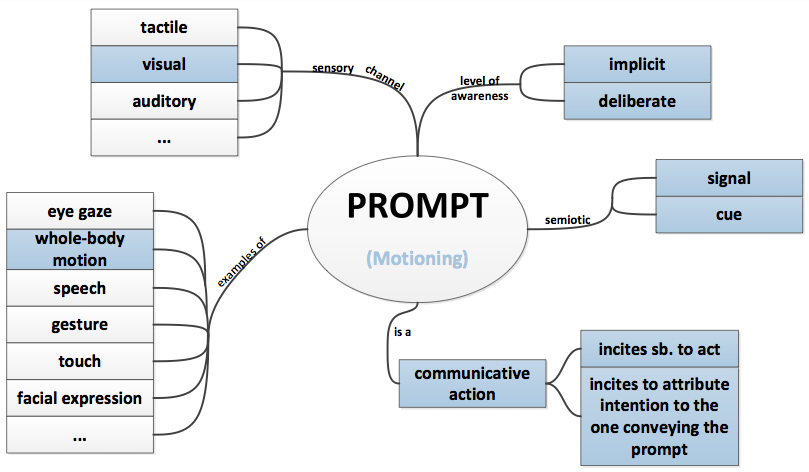 tactile
visual
auditory
...
sensory channel
level of
awareness
implicit
deliberate
PROMPT
(Motioning)
semiotic
signal
cue
examples of
eye gaze
whole-body
motion
speech
gesture
touch
facial expression
...
is a
communicative
action
incites sb. to act
incites to attribute
intention to the
one conveying the
prompt